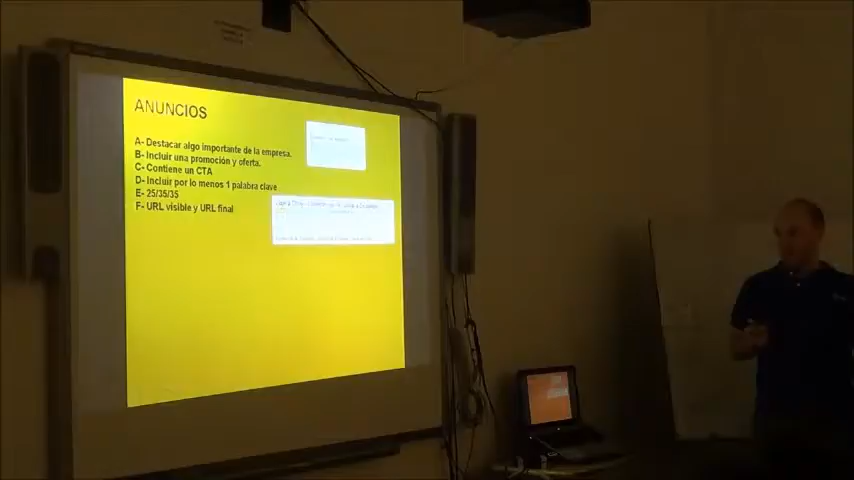 ANUNCIOS
A- Destacar algo importante de la empresa.
B- Incluir una promoción y oferta.
C- Contiene un CTA
D- Incluir por lo menos 1 palabra clave
E- 25/35/35
F- URL visible y URL final